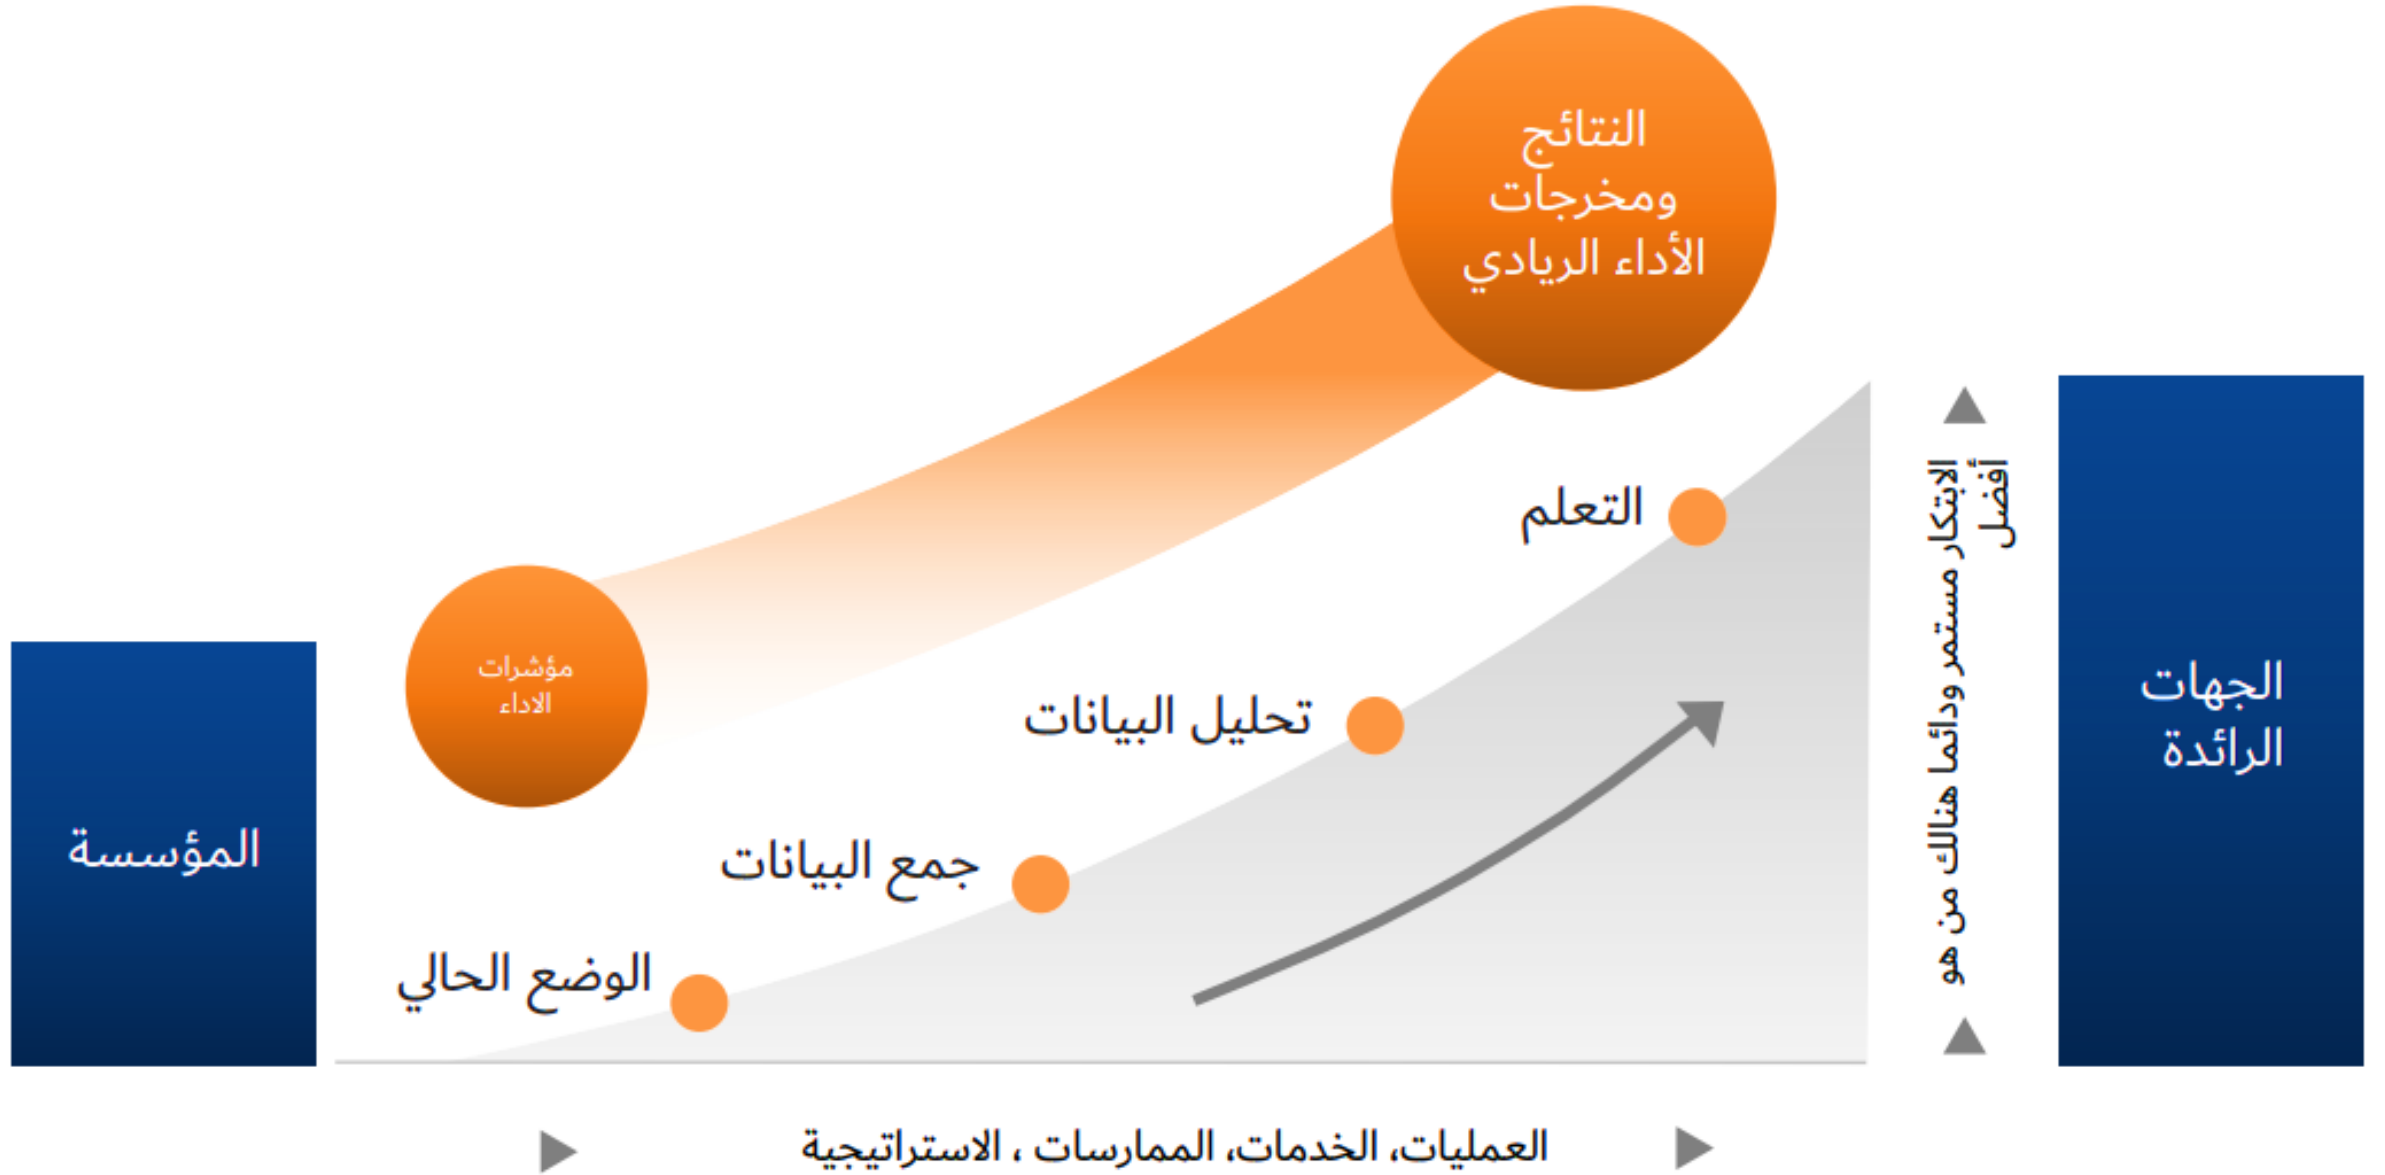 النتائج
ومخرجات
الأداء الريادي
التعلم
مؤشرات
الاداء
تحليل البيانات
جمع البيانات
الوضع الحالي
المؤسسة
الجهات
الرائدة
الابتكار مستمر ودائما هنالك من هو
أفضل
العمليات، الخدمات، الممارسات ، الاستراتيجية